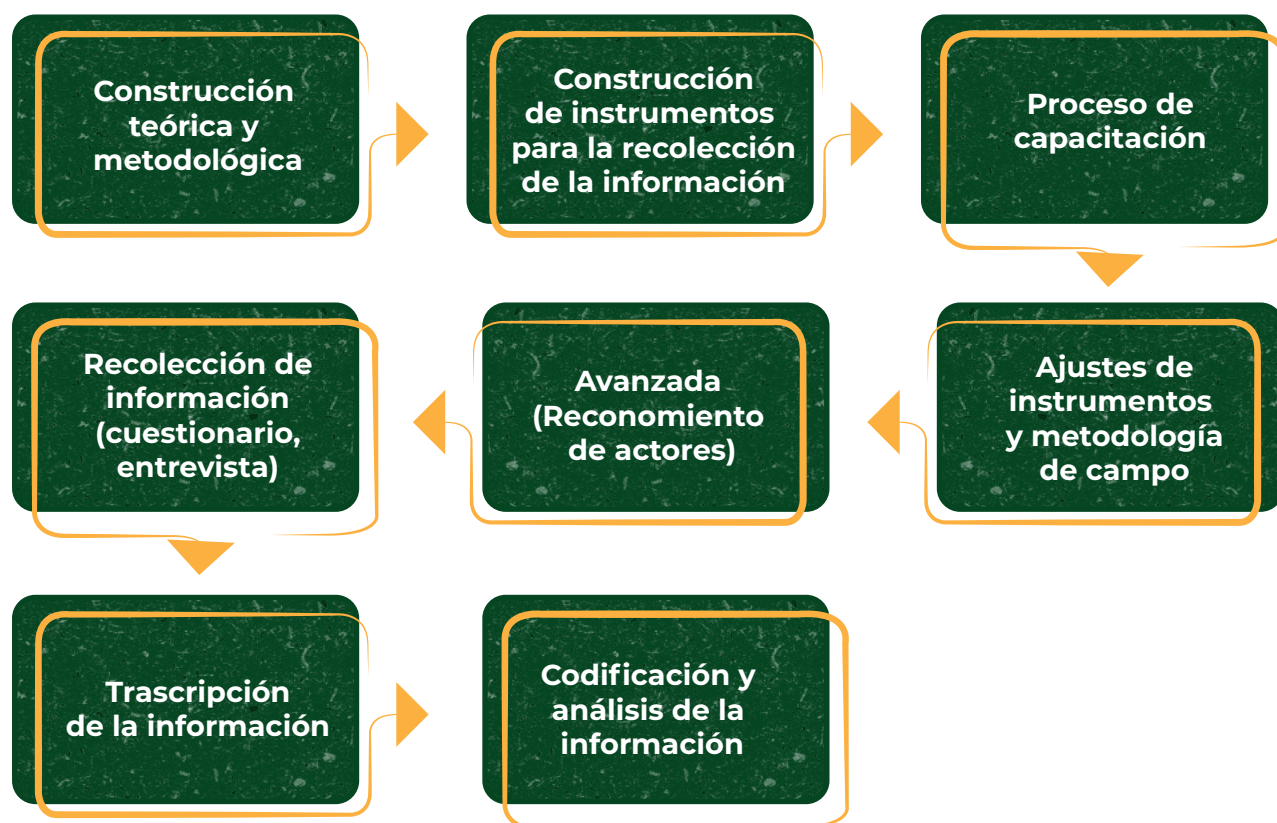 Construcción
teórica y
metodológica
Construcción
de instrumentos
para la recolección
de la información
Proceso de
capacitación
Ajustes de
instrumentos
y metodología
de campo
Avanzada
(Reconomiento
de actores)
Recolección de
información
(cuestionario,
entrevista)
Trascripción
de la información
Codificación y
análisis de la
información